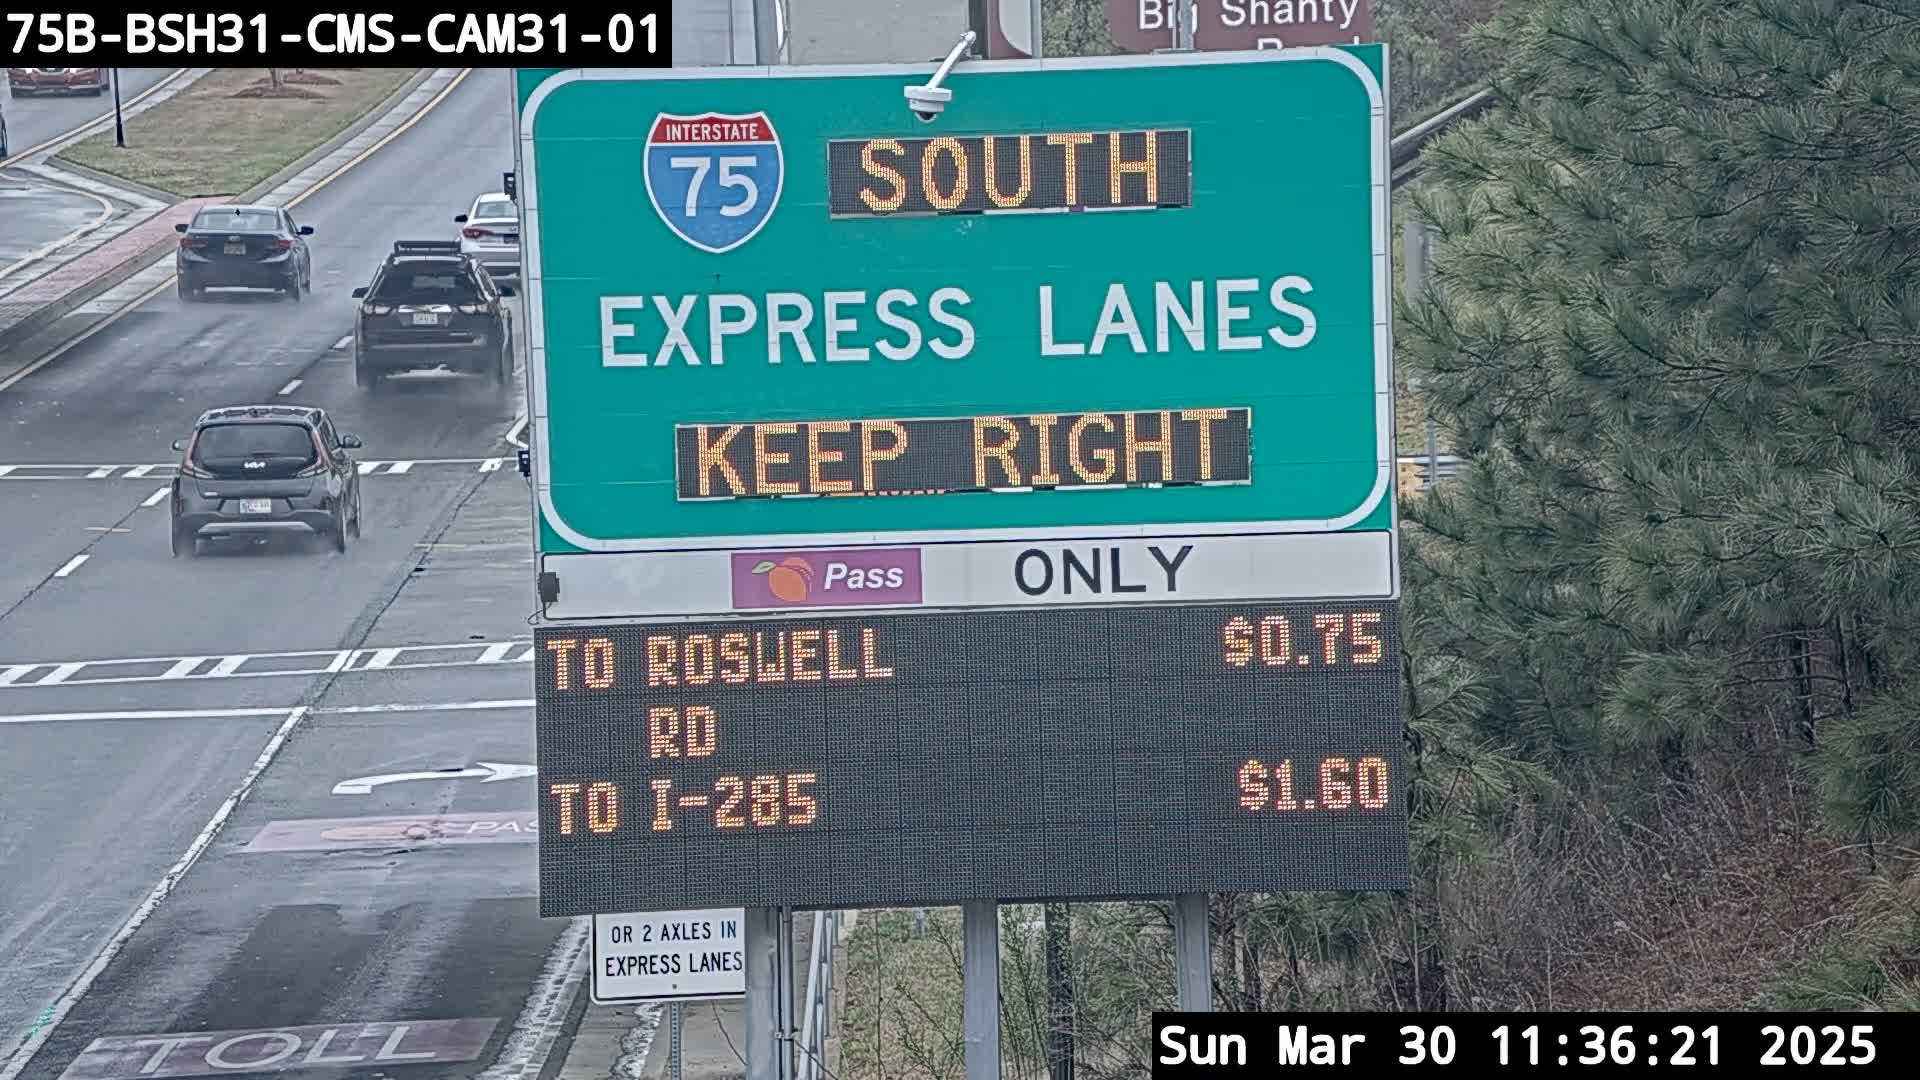 75B-BSH31-CMS-CAM31-01
Big Shanty
INTERSTATE
75
SOUTH
EXPRESS LANES
KEEP RIGHT
Pass
ONLY
TO ROSWELL $0.75
RD
TO I-285 $1.60
OR 2 AXLES IN
EXPRESS LANES
TOLL
Sun Mar 30 11:36:21 2025